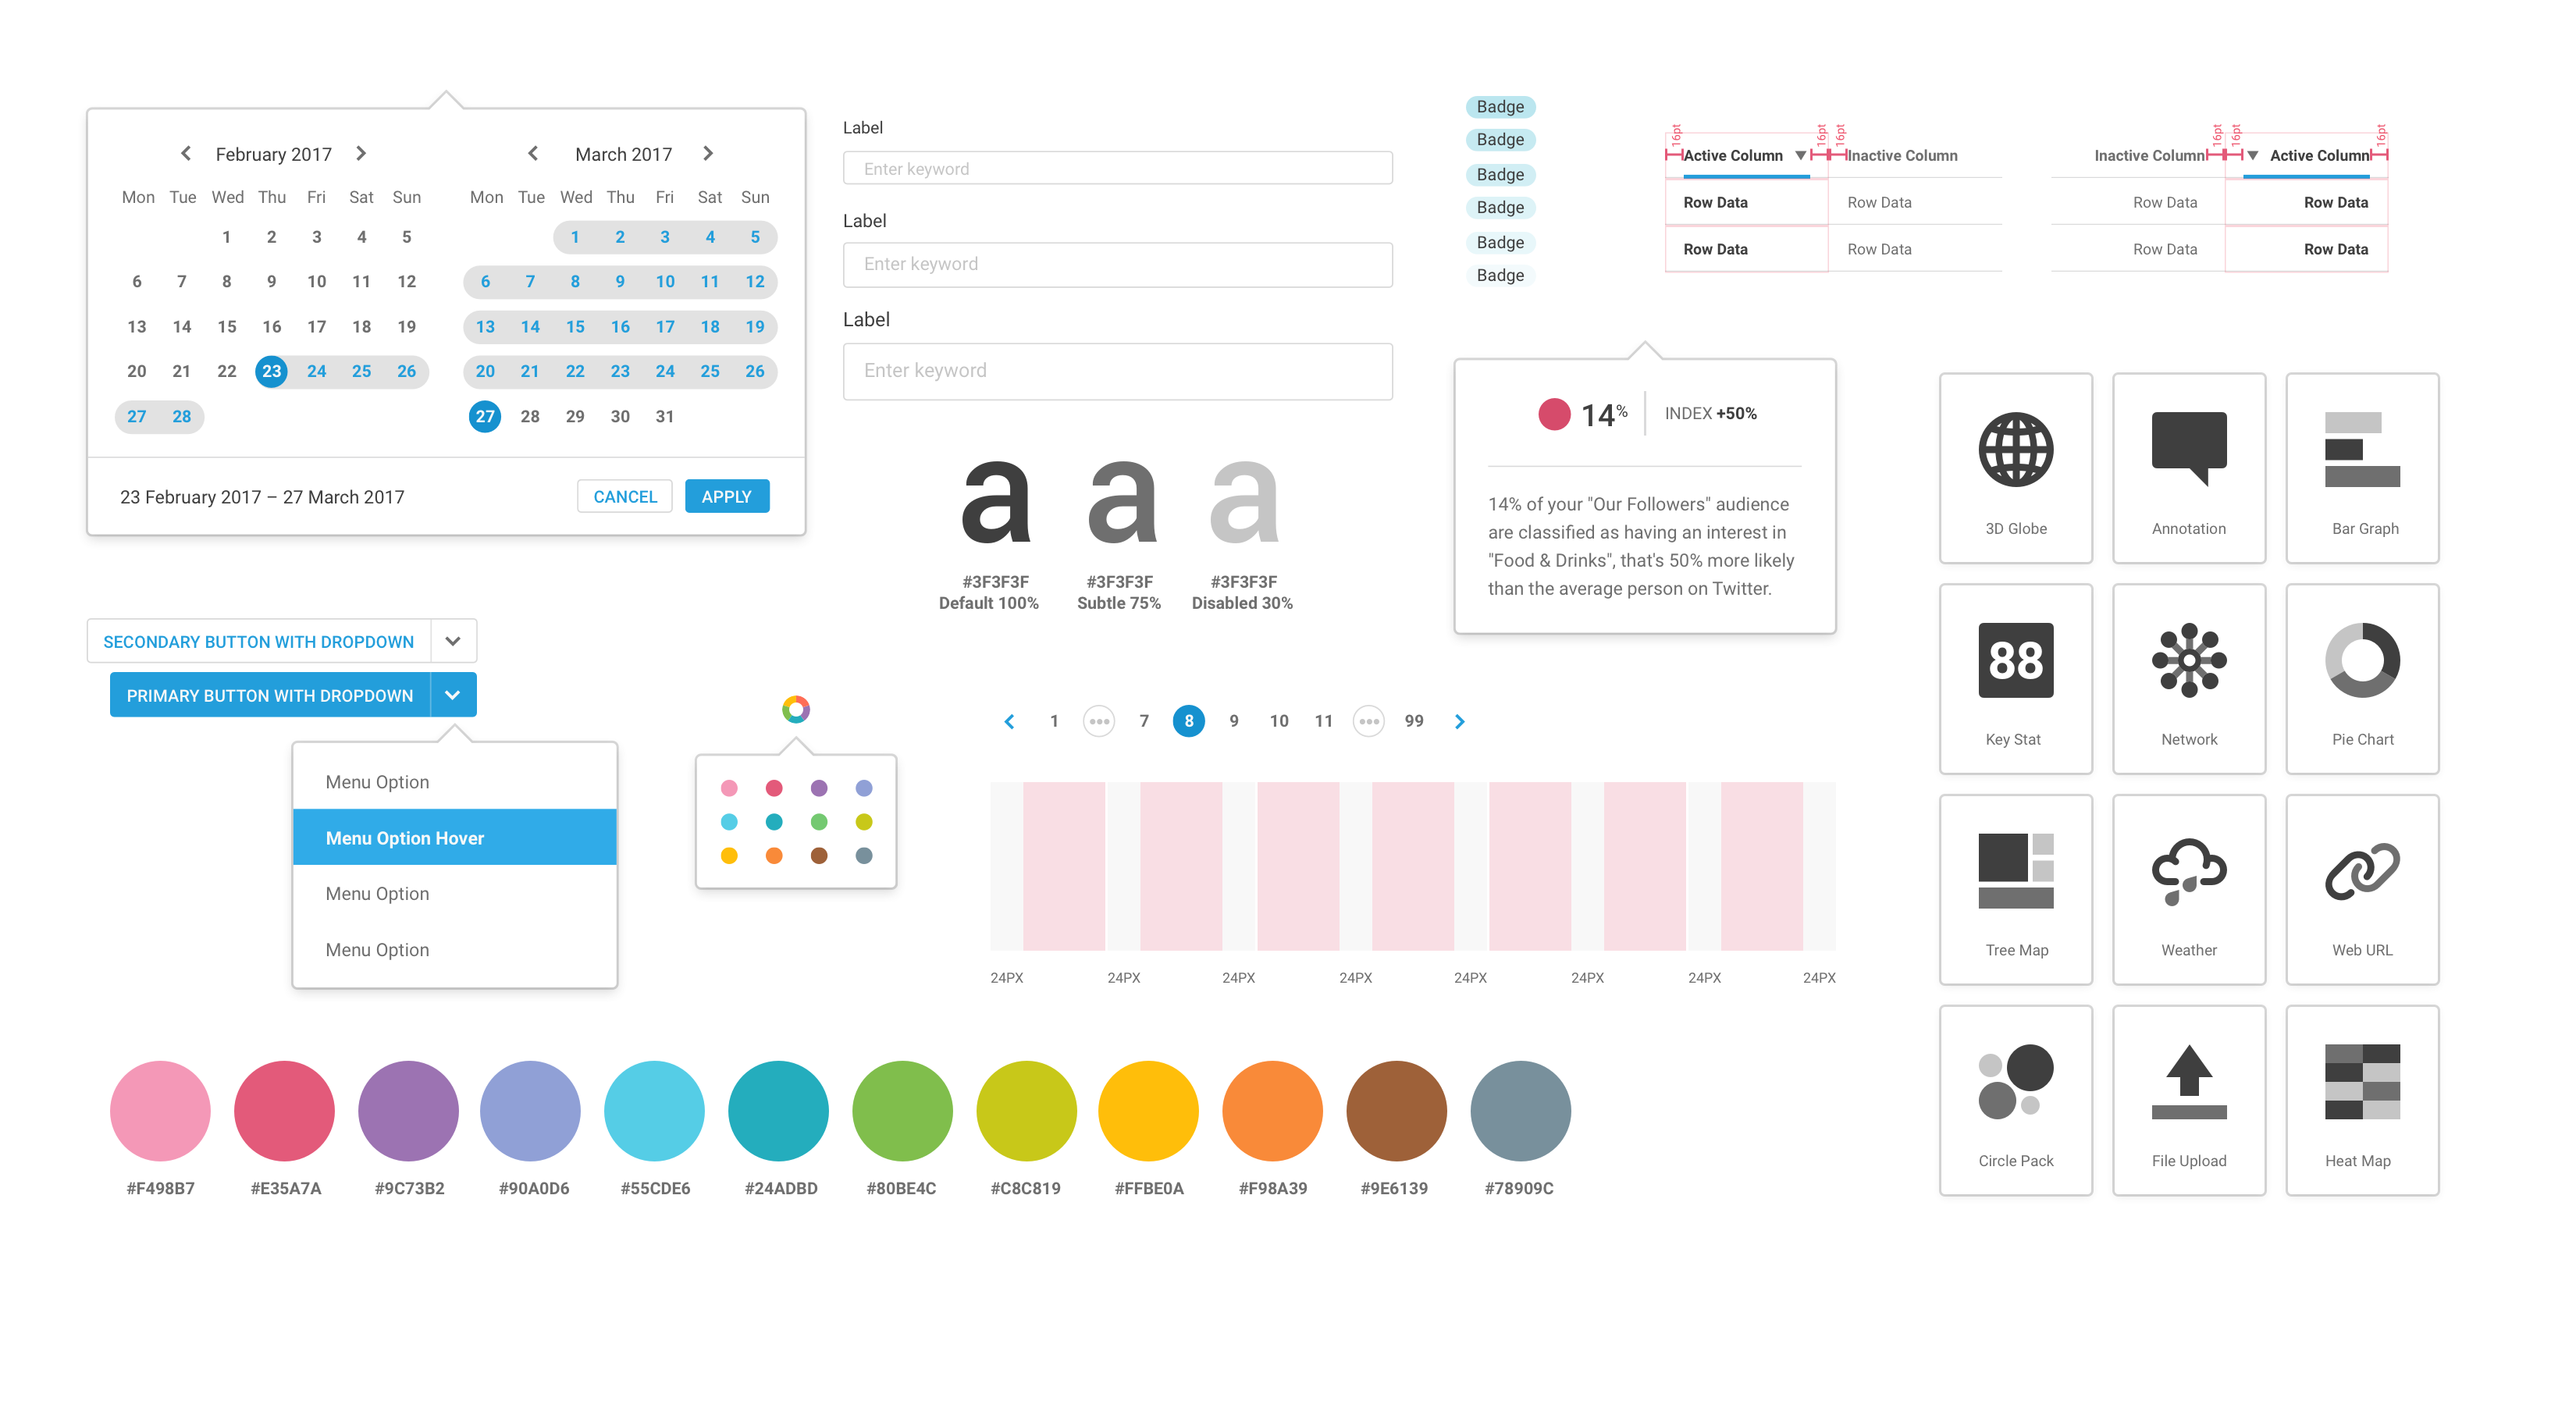 February 2017
March 2017
Mon Tue Wed Thu Fri Sat Sun
Mon Tue Wed Thu Fri Sat Sun
1 2 3 4 5
1 2 3 4 5
6 7 8 9 10 11 12
6 7 8 9 10 11 12
13 14 15 16 17 18 19
13 14 15 16 17 18 19
20 21 22 23 24 25 26
20 21 22 23 24 25 26
27 28
27 28 29 30 31
23 February 2017 – 27 March 2017
CANCEL
APPLY
Label
Enter keyword
Label
Enter keyword
Label
Enter keyword
Badge
Badge
Badge
Badge
Badge
Badge
16pt 16pt 16pt
Active Column Inactive Column
Row Data Row Data
Row Data Row Data
16pt 16pt 16pt
Inactive Column Active Column
Row Data Row Data
Row Data Row Data
a a a
#3F3F3F #3F3F3F #3F3F3F
Default 100% Subtle 75% Disabled 30%
14%
INDEX +50%
14% of your "Our Followers" audience
are classified as having an interest in
"Food & Drinks", that's 50% more likely
than the average person on Twitter.
3D Globe
Annotation
Bar Graph
88
Key Stat
Network
Pie Chart
Tree Map
Weather
Web URL
Circle Pack
File Upload
Heat Map
SECONDARY BUTTON WITH DROPDOWN
PRIMARY BUTTON WITH DROPDOWN
Menu Option
Menu Option Hover
Menu Option
Menu Option
1 ••• 7 8 9 10 11 ••• 99
24PX 24PX 24PX 24PX 24PX 24PX 24PX 24PX
#F498B7 #E35A7A #9C73B2 #90A0D6 #55CDE6 #24ADBD #80BE4C #C8C819 #FFBE0A #F98A39 #9E6139 #78909C